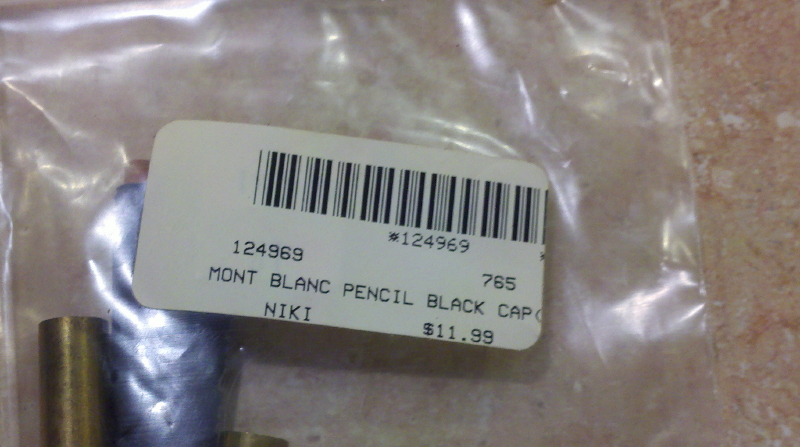 *124969 *
124969
765
MONT BLANC PENCIL BLACK CAP(
NIKI
$11.99